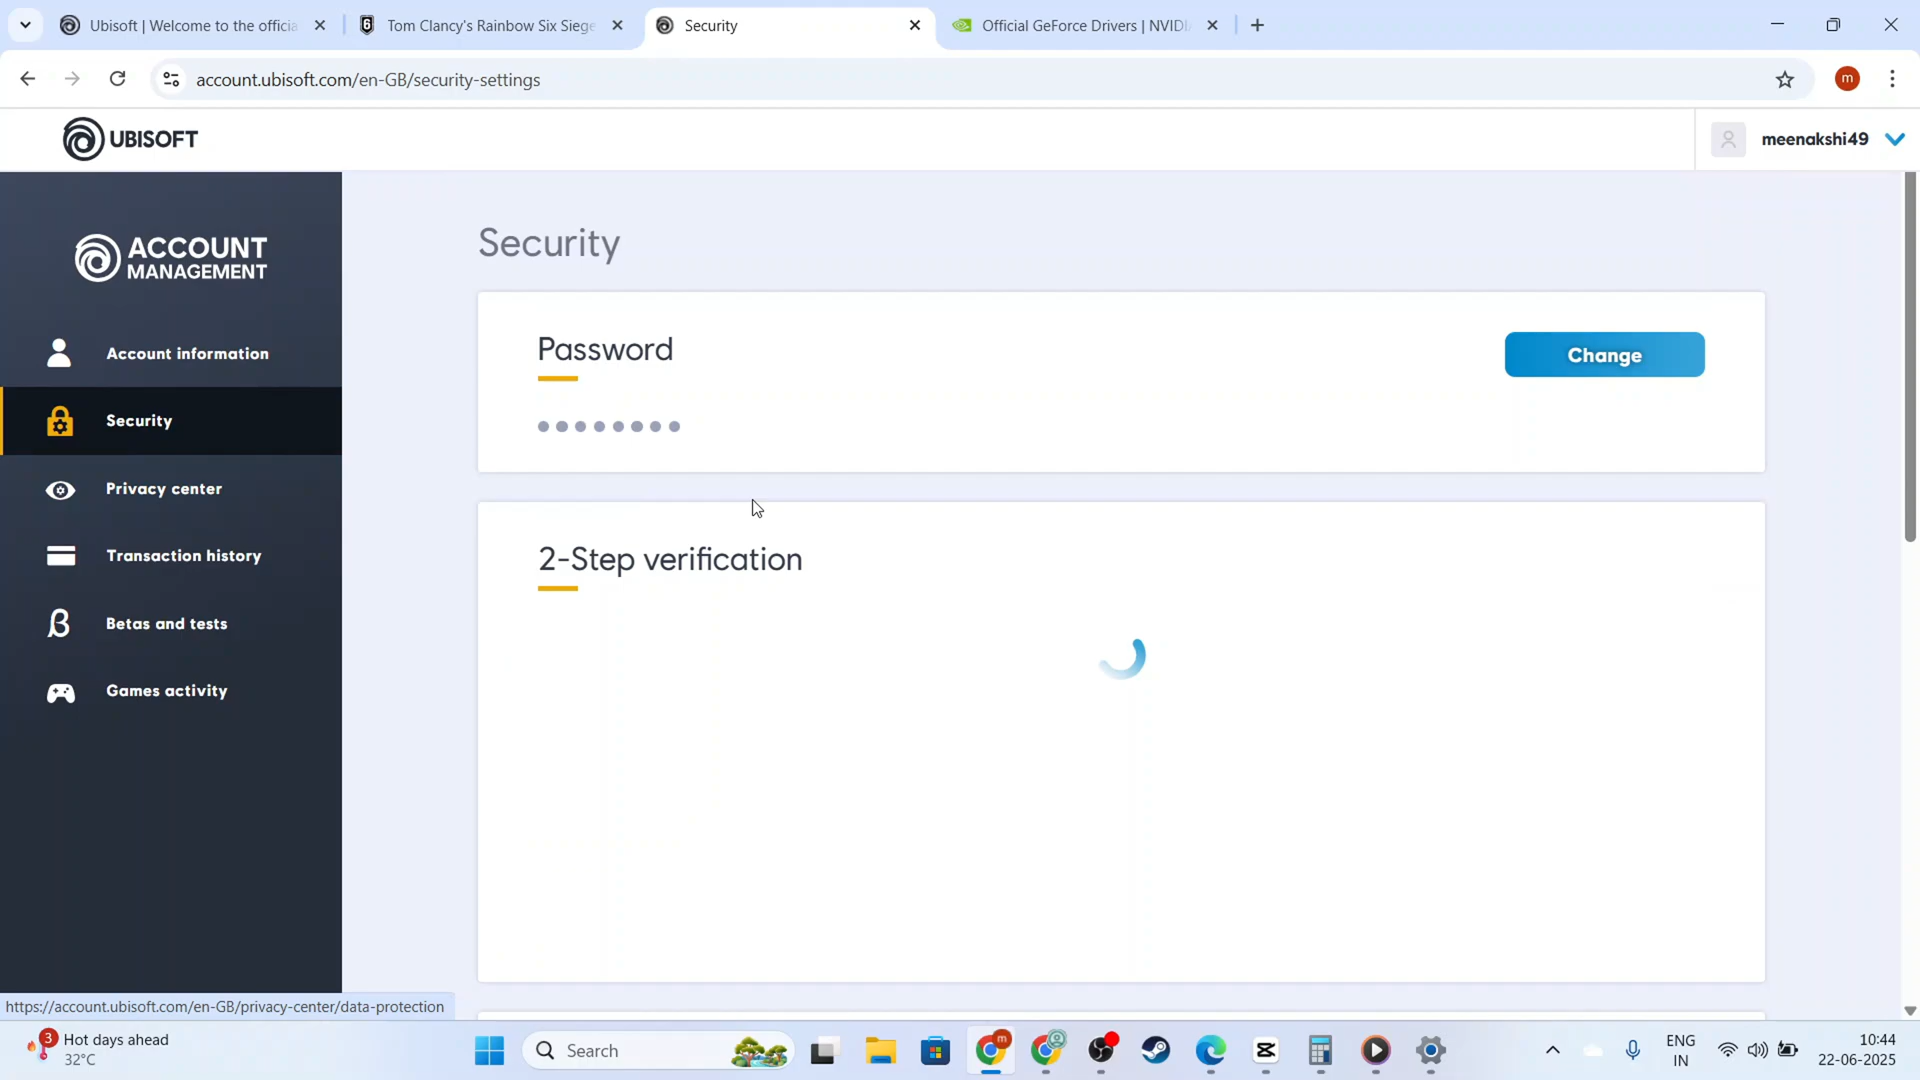 Ubisoft | Welcome to the officia
Tom Clancy's Rainbow Six Siege
Security
Official GeForce Drivers | NVIDI
account.ubisoft.com/en-GB/security-settings
m
UBISOFT
meenakshi49
ACCOUNT
MANAGEMENT
Account information
Security
Privacy center
Transaction history
Betas and tests
Games activity
Security
Password
Change
2-Step verification
https://account.ubisoft.com/en-GB/privacy-center/data-protection
3
Hot days ahead
32°C
Search
m
ENG
IN
10:44
22-06-2025